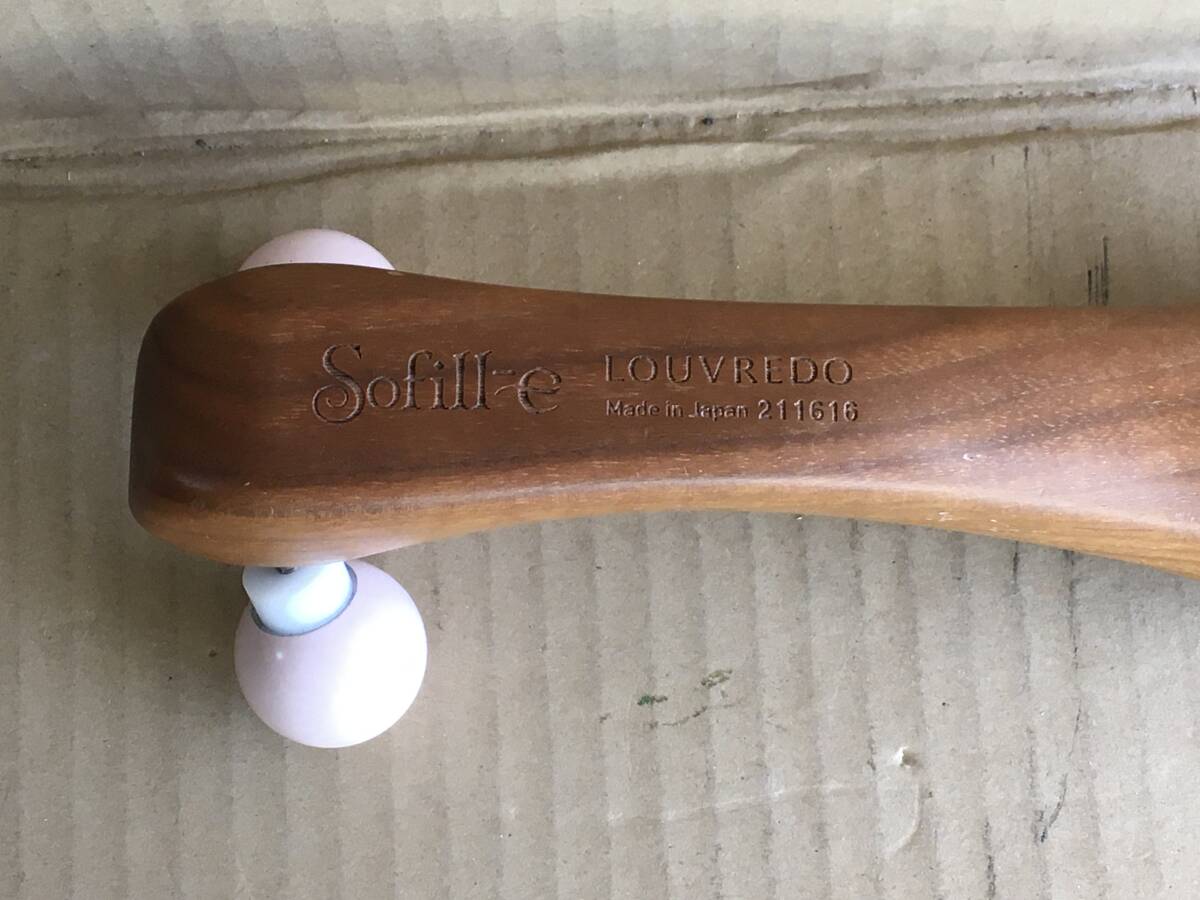 Sofill-e
LOUVREDO
Made in Japan 211616